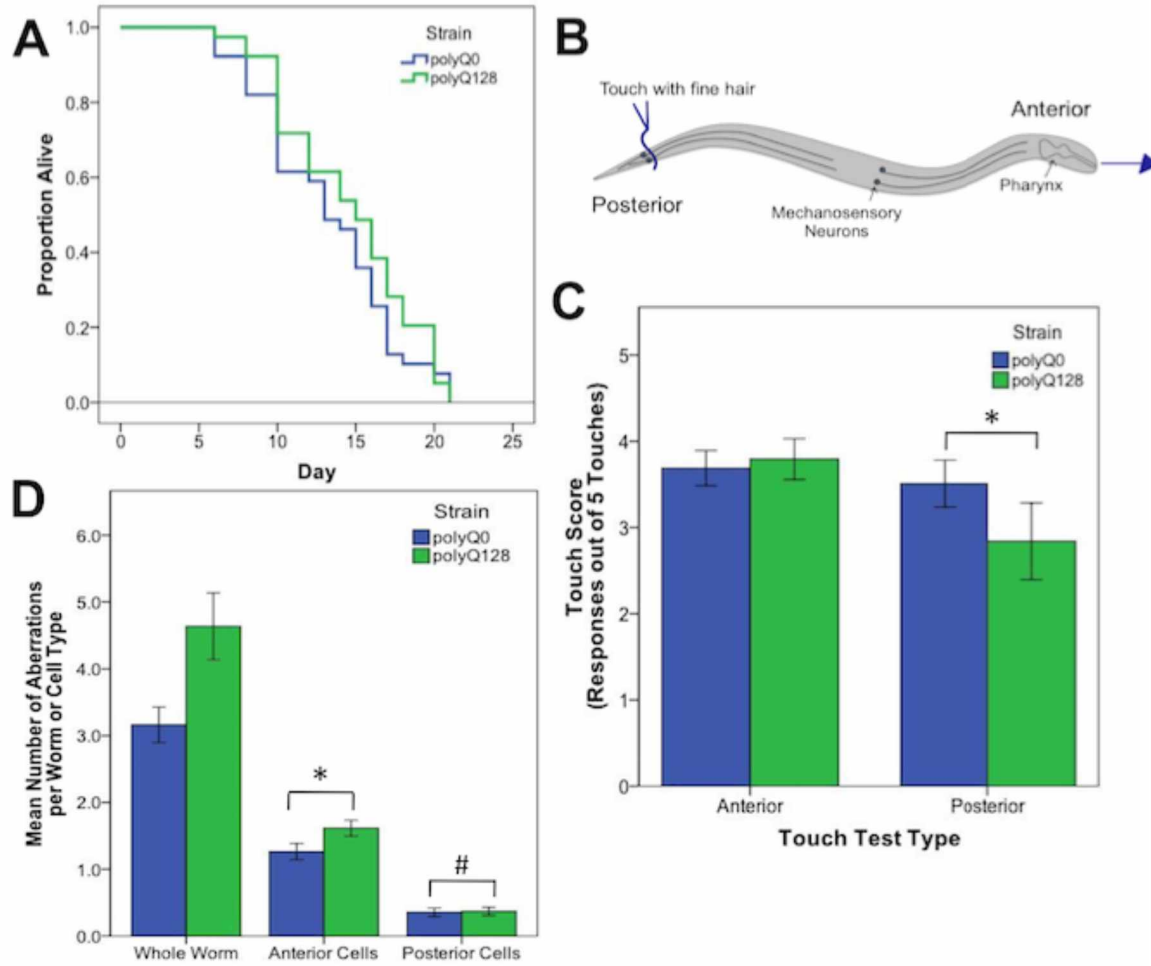 A
Strain
polyQ0
polyQ128
1.0
0.8
0.6
0.4
0.2
0.0
Proportion Alive
0 5 10 15 20 25
Day
B
Touch with fine hair
Anterior
Pharynx
Posterior
Mechanosensory
Neurons
C
Strain
polyQ0
polyQ128
*
5
4
3
2
1
0
Touch Score
(Responses out of 5 Touches)
Anterior Posterior
Touch Test Type
D
Strain
polyQ0
polyQ128
6.0
5.0
4.0
3.0
2.0
1.0
0.0
*
#
Mean Number of Aberrations
per Worm or Cell Type
Whole Worm Anterior Cells Posterior Cells